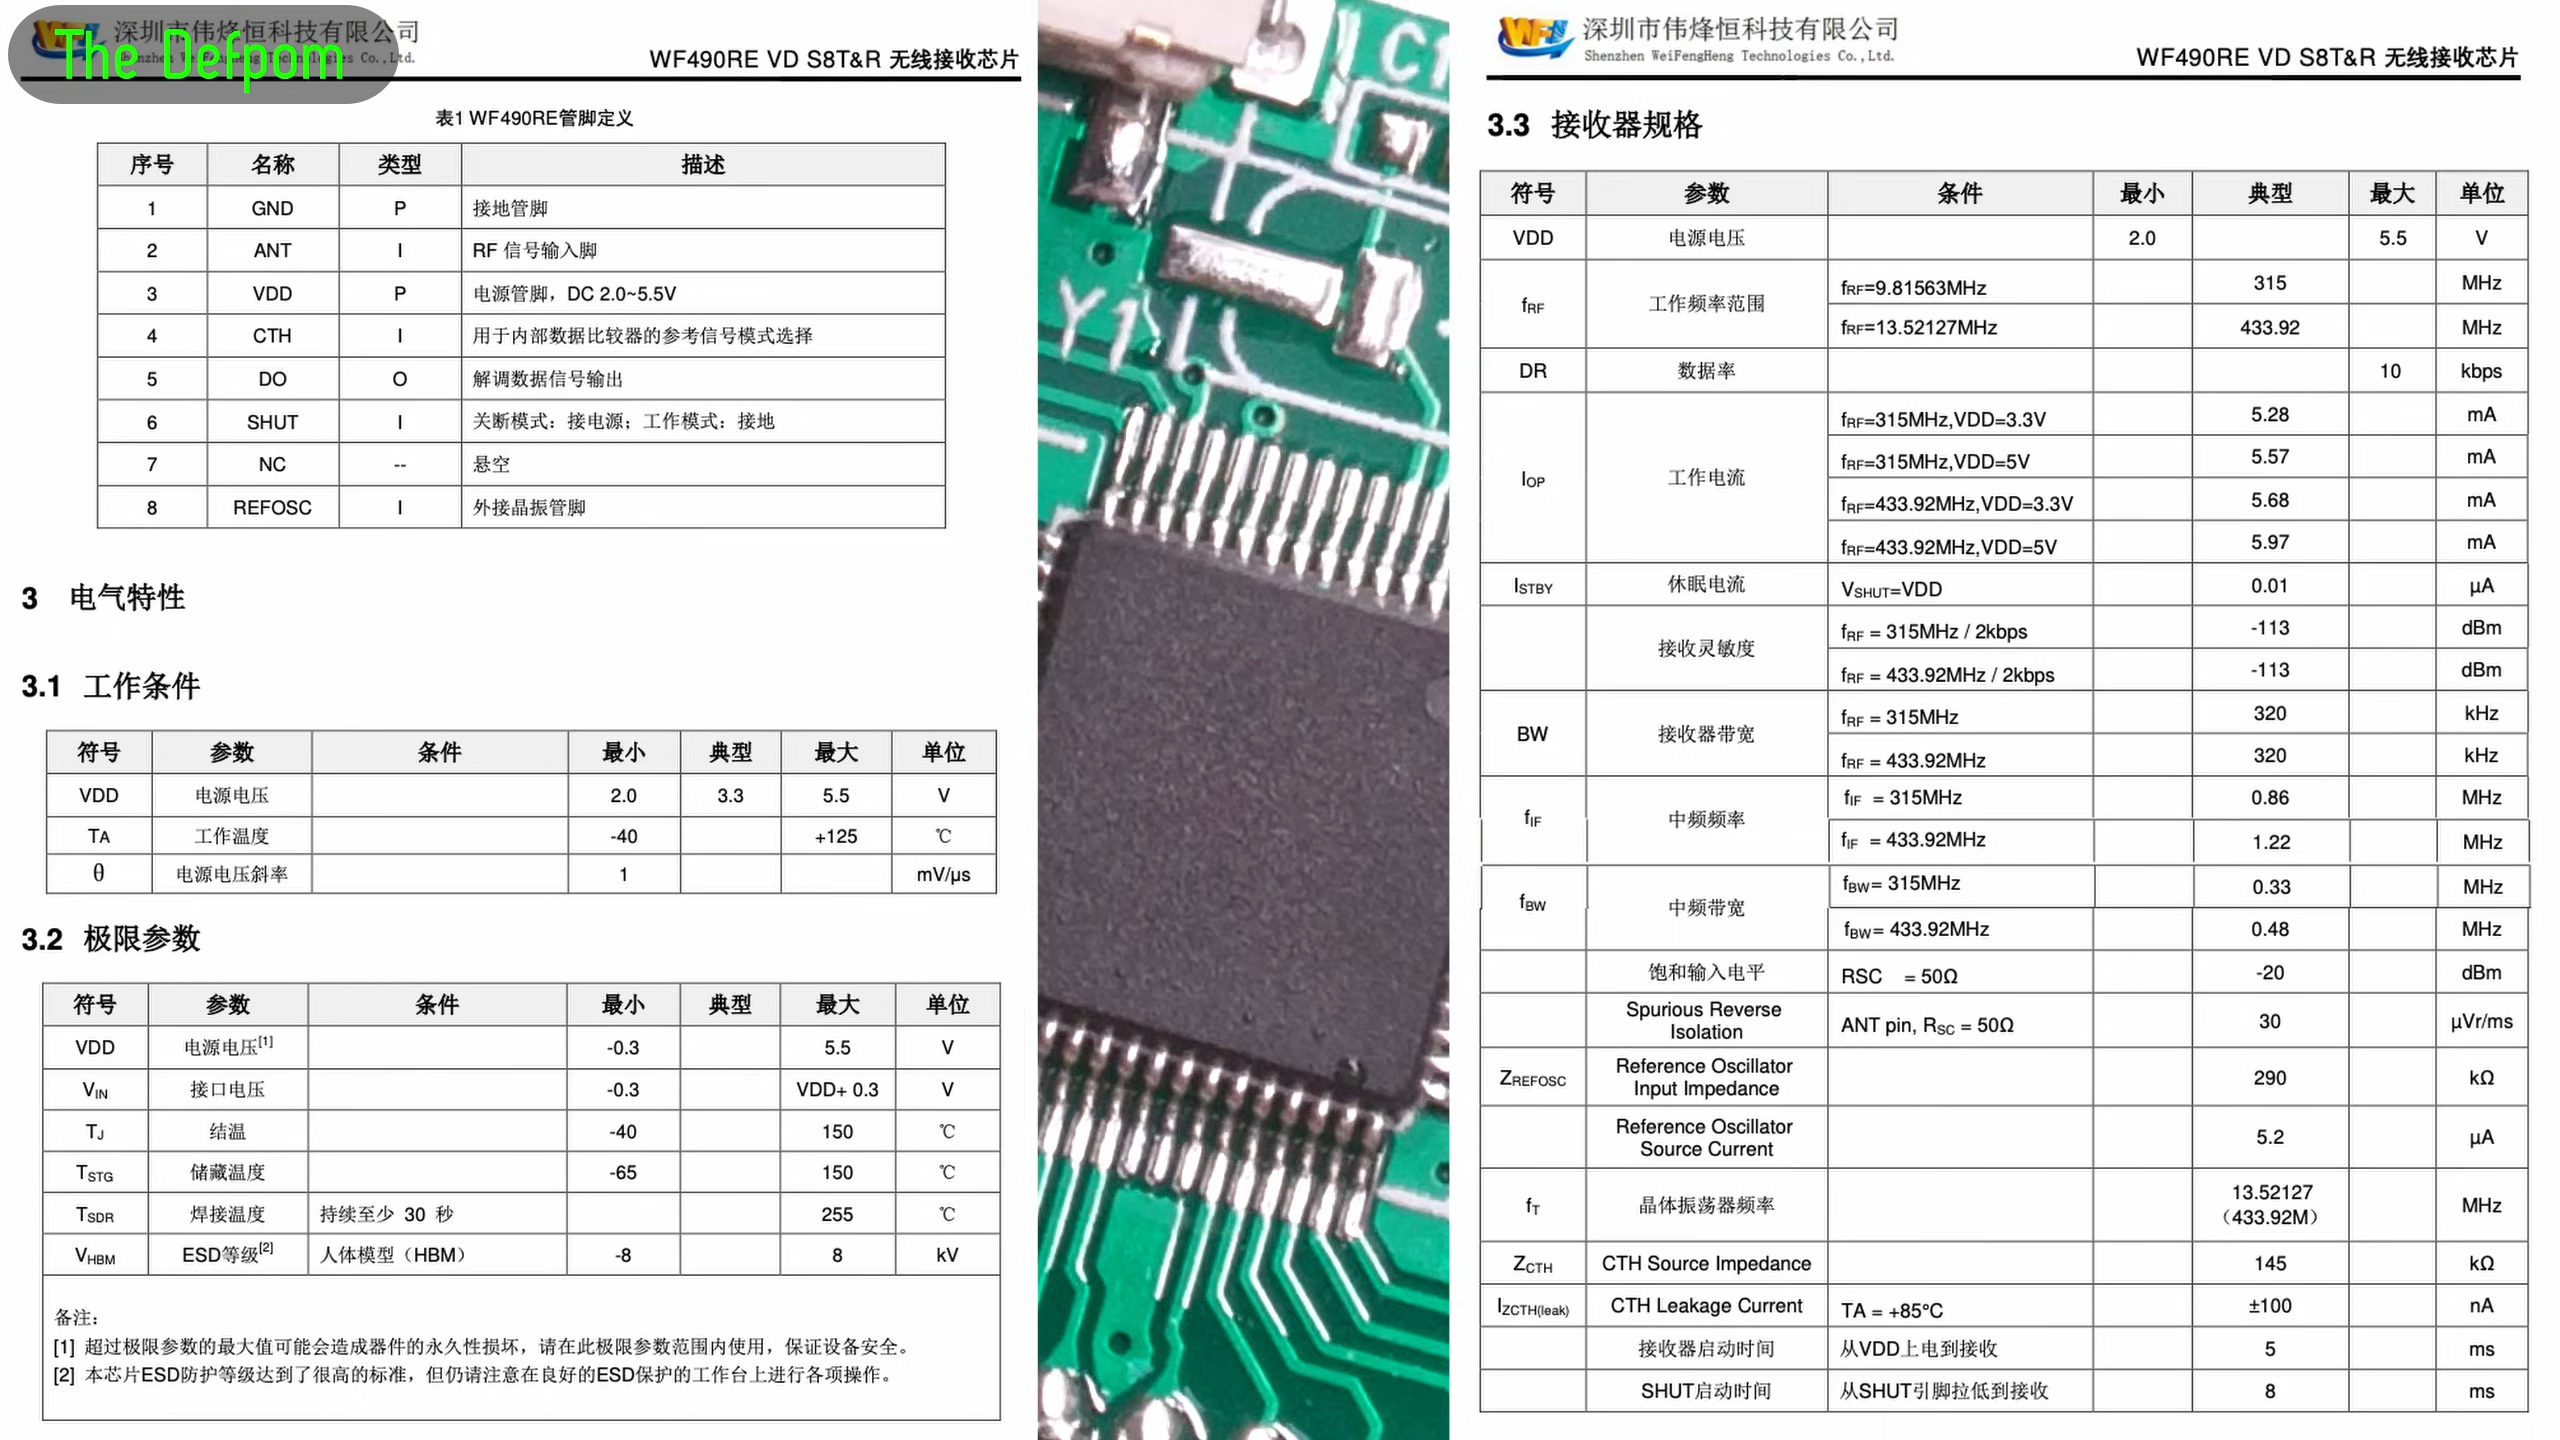 The Defpom
深圳市伟烽恒科技有限公司
Shenzhen WeiFengHeng Technologies Co.,Ltd.
WF490RE VD S8T&R 无线接收芯片
表1 WF490RE管脚定义
序号 名称 类型 描述
1 GND P 接地管脚
2 ANT I RF 信号输入脚
3 VDD P 电源管脚，DC 2.0~5.5V
4 CTH I 用于内部数据比较器的参考信号模式选择
5 DO O 解调数据信号输出
6 SHUT I 关断模式：接电源；工作模式：接地
7 NC -- 悬空
8 REFOSC I 外接晶振管脚
3 电气特性
3.1 工作条件
符号 参数 条件 最小 典型 最大 单位
VDD 电源电压 2.0 3.3 5.5 V
TA 工作温度 -40 +125 ℃
θ 电源电压斜率 1 mV/μs
3.2 极限参数
符号 参数 条件 最小 典型 最大 单位
VDD 电源电压[1] -0.3 5.5 V
VIN 接口电压 -0.3 VDD+ 0.3 V
TJ 结温 -40 150 ℃
TSTG 储藏温度 -65 150 ℃
TSDR 焊接温度 持续至少 30 秒 255 ℃
VHBM ESD等级[2] 人体模型（HBM） -8 8 kV
备注：
[1] 超过极限参数的最大值可能会造成器件的永久性损坏，请在此极限参数范围内使用，保证设备安全。
[2] 本芯片ESD防护等级达到了很高的标准，但仍请注意在良好的ESD保护的工作台上进行各项操作。
C1
Y1
深圳市伟烽恒科技有限公司
Shenzhen WeiFengHeng Technologies Co.,Ltd.
WF490RE VD S8T&R 无线接收芯片
3.3 接收器规格
符号 参数 条件 最小 典型 最大 单位
VDD 电源电压 2.0 5.5 V
fRF 工作频率范围 fRF=9.81563MHz 315 MHz
fRF=13.52127MHz 433.92 MHz
DR 数据率 10 kbps
IOP 工作电流 fRF=315MHz,VDD=3.3V 5.28 mA
fRF=315MHz,VDD=5V 5.57 mA
fRF=433.92MHz,VDD=3.3V 5.68 mA
fRF=433.92MHz,VDD=5V 5.97 mA
ISTBY 休眠电流 VSHUT=VDD 0.01 μA
接收灵敏度 fRF = 315MHz / 2kbps -113 dBm
fRF = 433.92MHz / 2kbps -113 dBm
BW 接收器带宽 fRF = 315MHz 320 kHz
fRF = 433.92MHz 320 kHz
fIF 中频频率 fIF = 315MHz 0.86 MHz
fIF = 433.92MHz 1.22 MHz
fBW 中频带宽 fBW= 315MHz 0.33 MHz
fBW= 433.92MHz 0.48 MHz
饱和输入电平 RSC = 50Ω -20 dBm
Spurious Reverse Isolation ANT pin, RSC = 50Ω 30 μVr/ms
ZREFOSC Reference Oscillator Input Impedance 290 kΩ
Reference Oscillator Source Current 5.2 μA
fT 晶体振荡器频率 13.52127 （433.92M） MHz
ZCTH CTH Source Impedance 145 kΩ
IZCTH(leak) CTH Leakage Current TA = +85°C ±100 nA
接收器启动时间 从VDD上电到接收 5 ms
SHUT启动时间 从SHUT引脚拉低到接收 8 ms